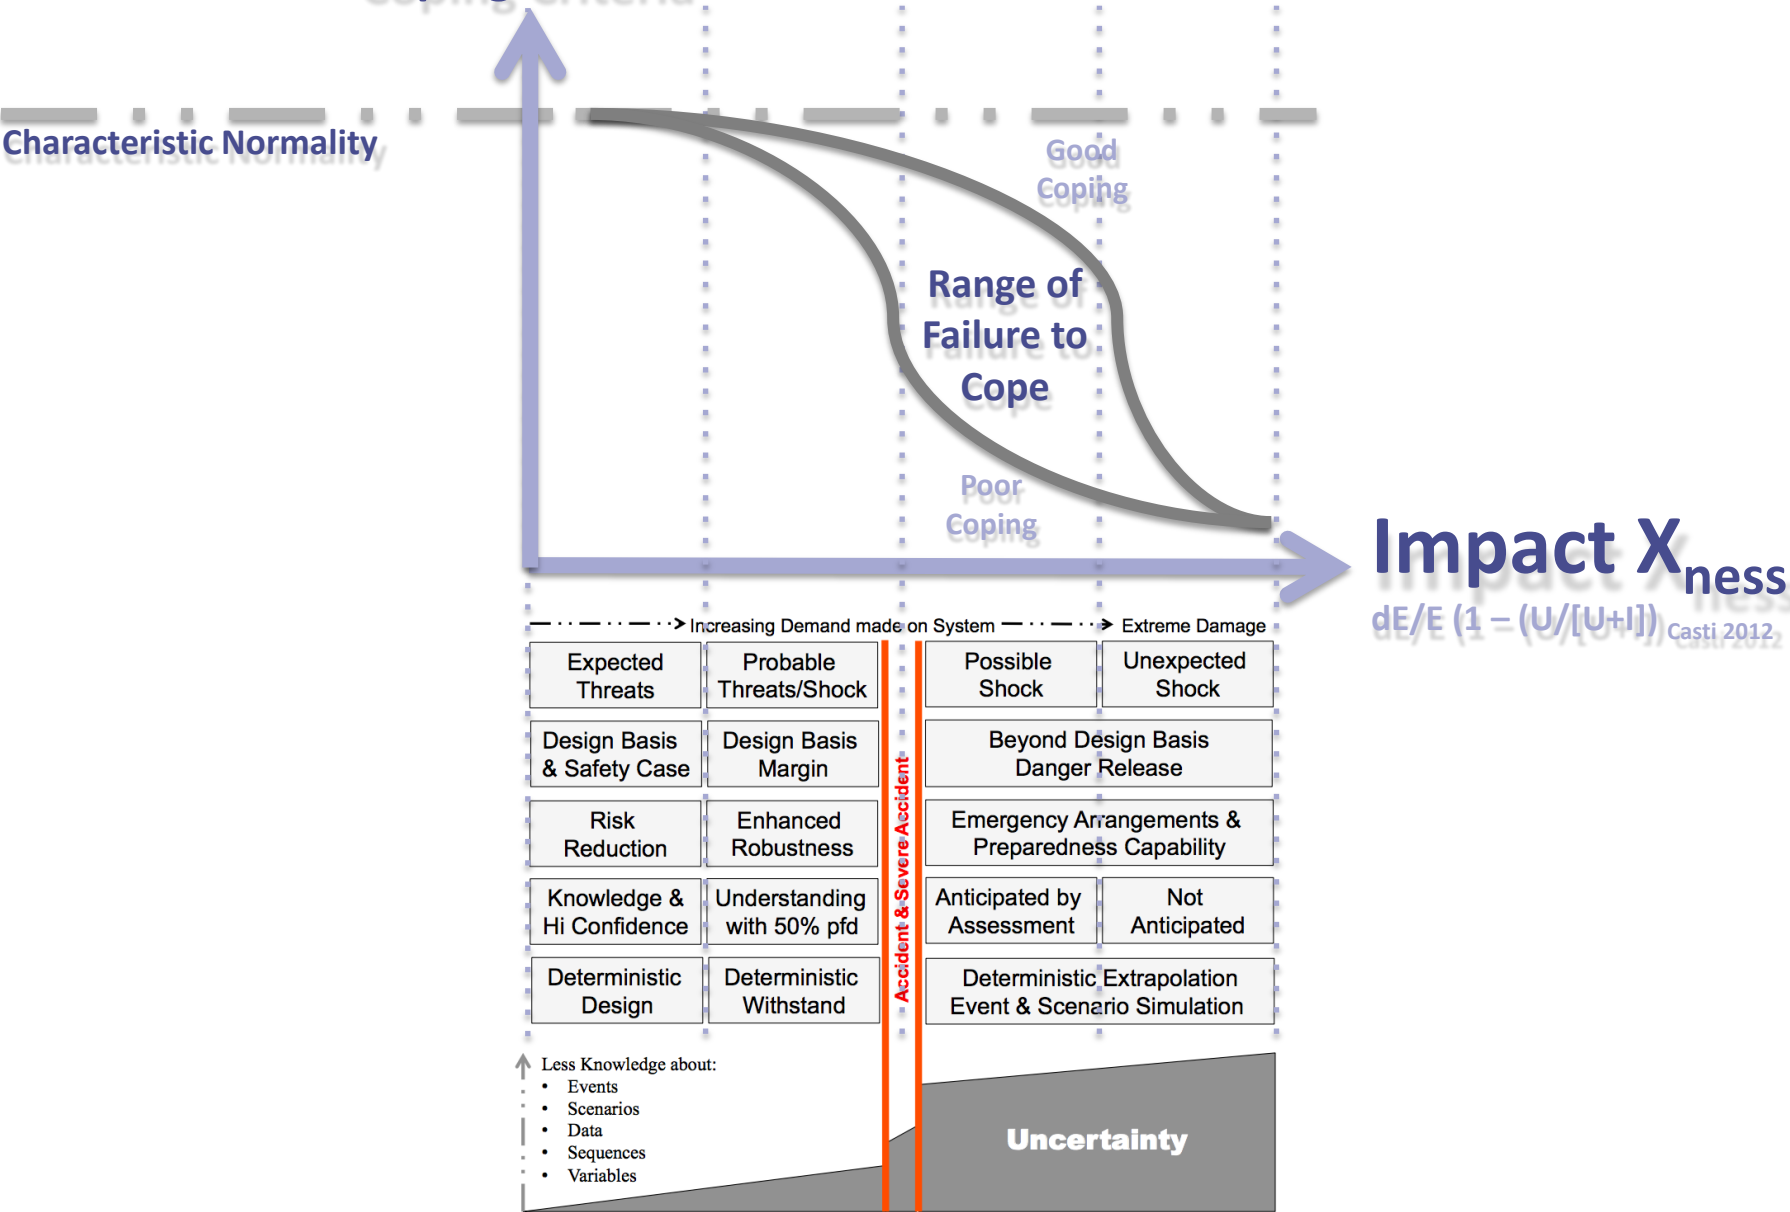 Coping Criteria
Characteristic Normality
Good
Coping
Range of
Failure to
Cope
Poor
Coping
Impact Xness
dE/E (1 – (U/[U+I]) Casti 2012
Increasing Demand made on System
Extreme Damage
Expected
Threats
Probable
Threats/Shock
Possible
Shock
Unexpected
Shock
Design Basis
& Safety Case
Design Basis
Margin
Beyond Design Basis
Danger Release
Risk
Reduction
Enhanced
Robustness
Emergency Arrangements &
Preparedness Capability
Knowledge &
Hi Confidence
Understanding
with 50% pfd
Anticipated by
Assessment
Not
Anticipated
Deterministic
Design
Deterministic
Withstand
Deterministic Extrapolation
Event & Scenario Simulation
Accident & Severe Accident
Less Knowledge about:
• Events
• Scenarios
• Data
• Sequences
• Variables
Uncertainty